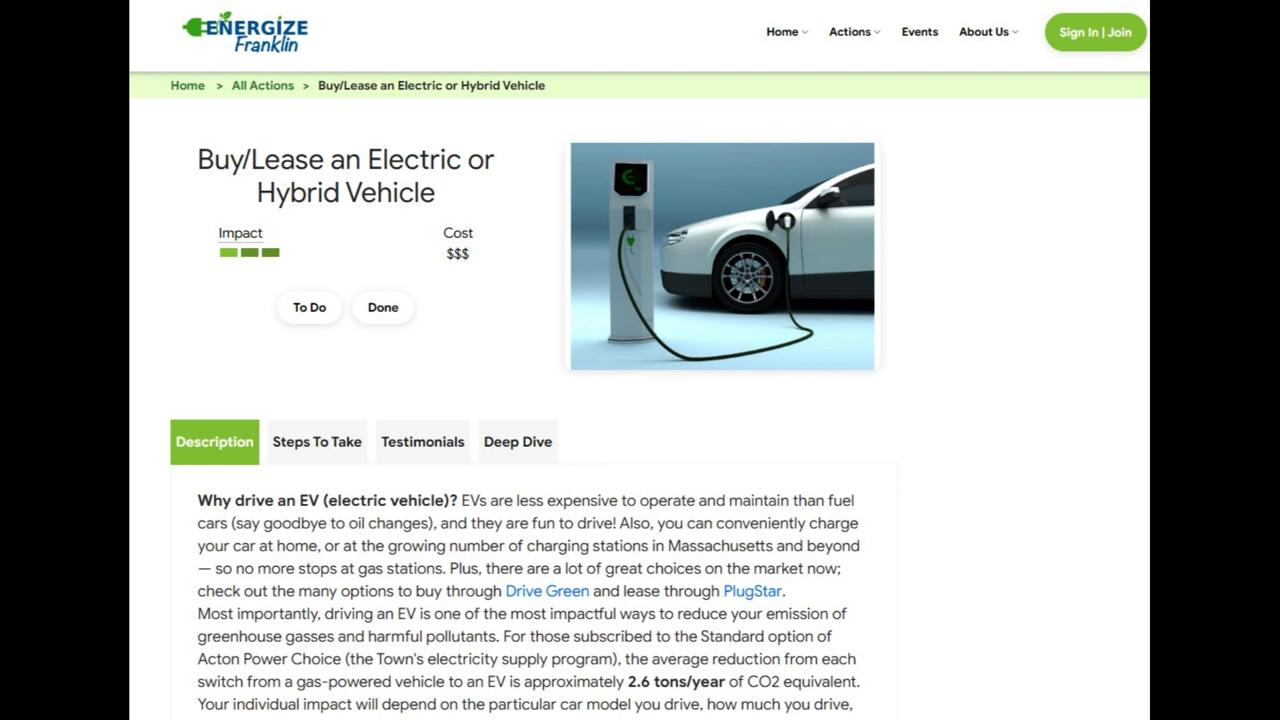 ENERGIZE
Franklin
Home
Actions
Events
About Us
Sign In | Join
Home > All Actions > Buy/Lease an Electric or Hybrid Vehicle
Buy/Lease an Electric or
Hybrid Vehicle
Impact
Cost
$$$
To Do
Done
Description
Steps To Take
Testimonials
Deep Dive
Why drive an EV (electric vehicle)? EVs are less expensive to operate and maintain than fuel
cars (say goodbye to oil changes), and they are fun to drive! Also, you can conveniently charge
your car at home, or at the growing number of charging stations in Massachusetts and beyond
— so no more stops at gas stations. Plus, there are a lot of great choices on the market now;
check out the many options to buy through Drive Green and lease through PlugStar.
Most importantly, driving an EV is one of the most impactful ways to reduce your emission of
greenhouse gasses and harmful pollutants. For those subscribed to the Standard option of
Acton Power Choice (the Town's electricity supply program), the average reduction from each
switch from a gas-powered vehicle to an EV is approximately 2.6 tons/year of CO2 equivalent.
Your individual impact will depend on the particular car model you drive, how much you drive,